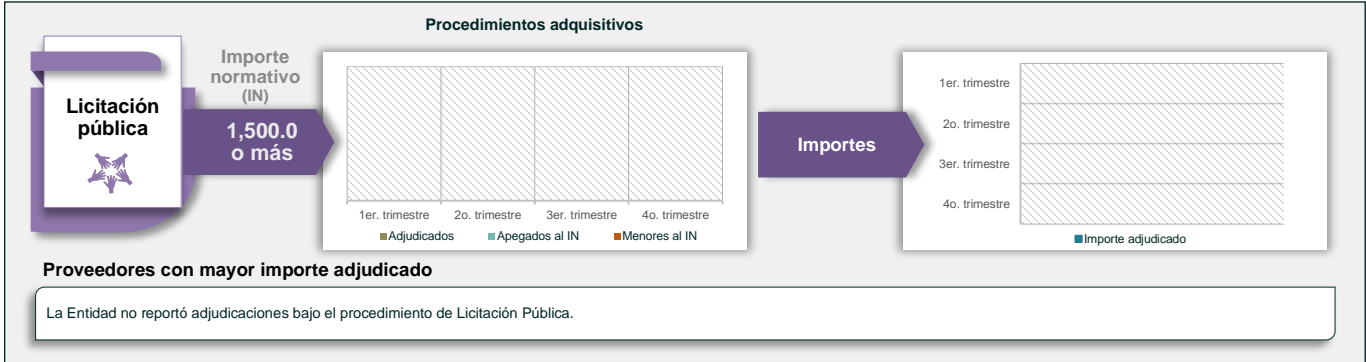 Procedimientos adquisitivos
Licitación
pública
Importe
normativo
(IN)
1,500.0
o más
1er. trimestre
2o. trimestre
3er. trimestre
4o. trimestre
Adjudicados
Apegados al IN
Menores al IN
Importes
1er. trimestre
2o. trimestre
3er. trimestre
4o. trimestre
Importe adjudicado
Proveedores con mayor importe adjudicado
La Entidad no reportó adjudicaciones bajo el procedimiento de Licitación Pública.